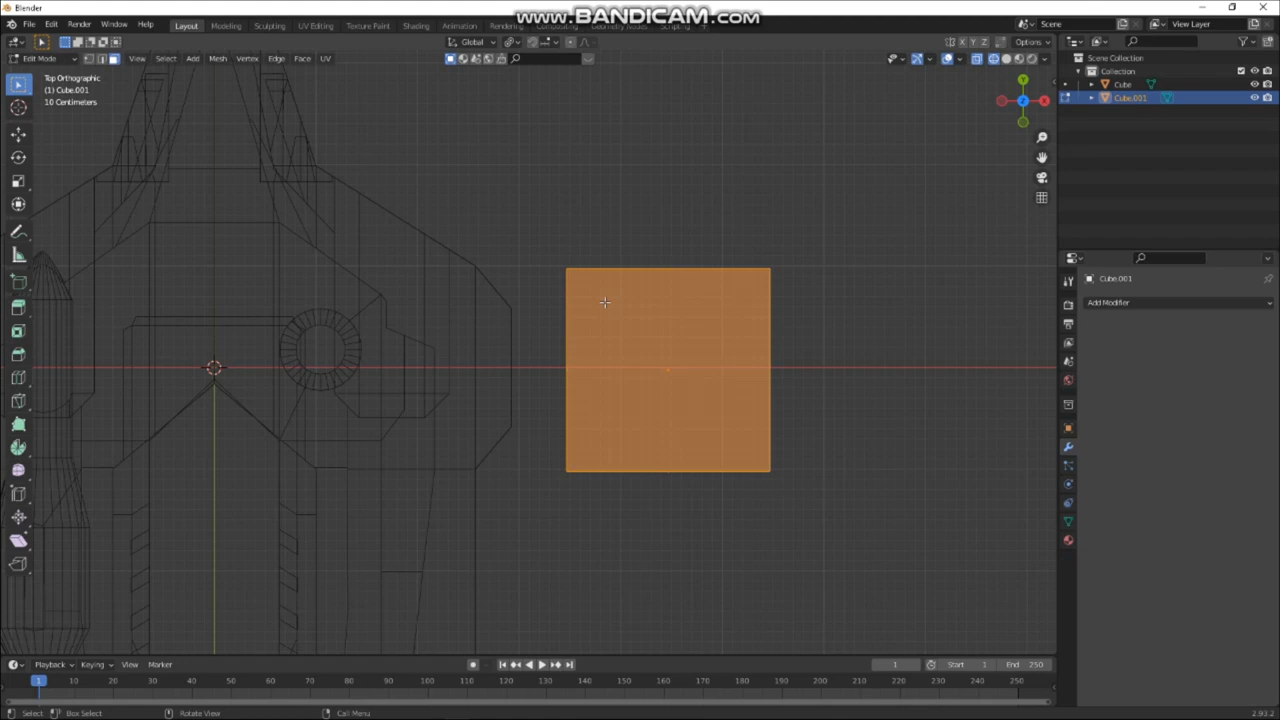 Blender
www.BANDICAM.com
File Edit Render Window Help Layout Modeling Sculpting UV Editing Texture Paint Shading Animation Rendering Compositing Geometry Nodes Scripting Scene View Layer
Global Options
Edit Mode View Select Add Mesh Vertex Edge Face UV
X Y Z
Top Orthographic
(1) Cube.001
10 Centimeters
Y
Z X
Scene Collection
Collection
Cube
Cube.001
Cube.001
Add Modifier
Playback Keying View Marker
1 Start 1 End 250
1 10 20 30 40 50 60 70 80 90 100 110 120 130 140 150 160 170 180 190 200 210 220 230 240 250
Select Box Select Rotate View Call Menu 2.93.2